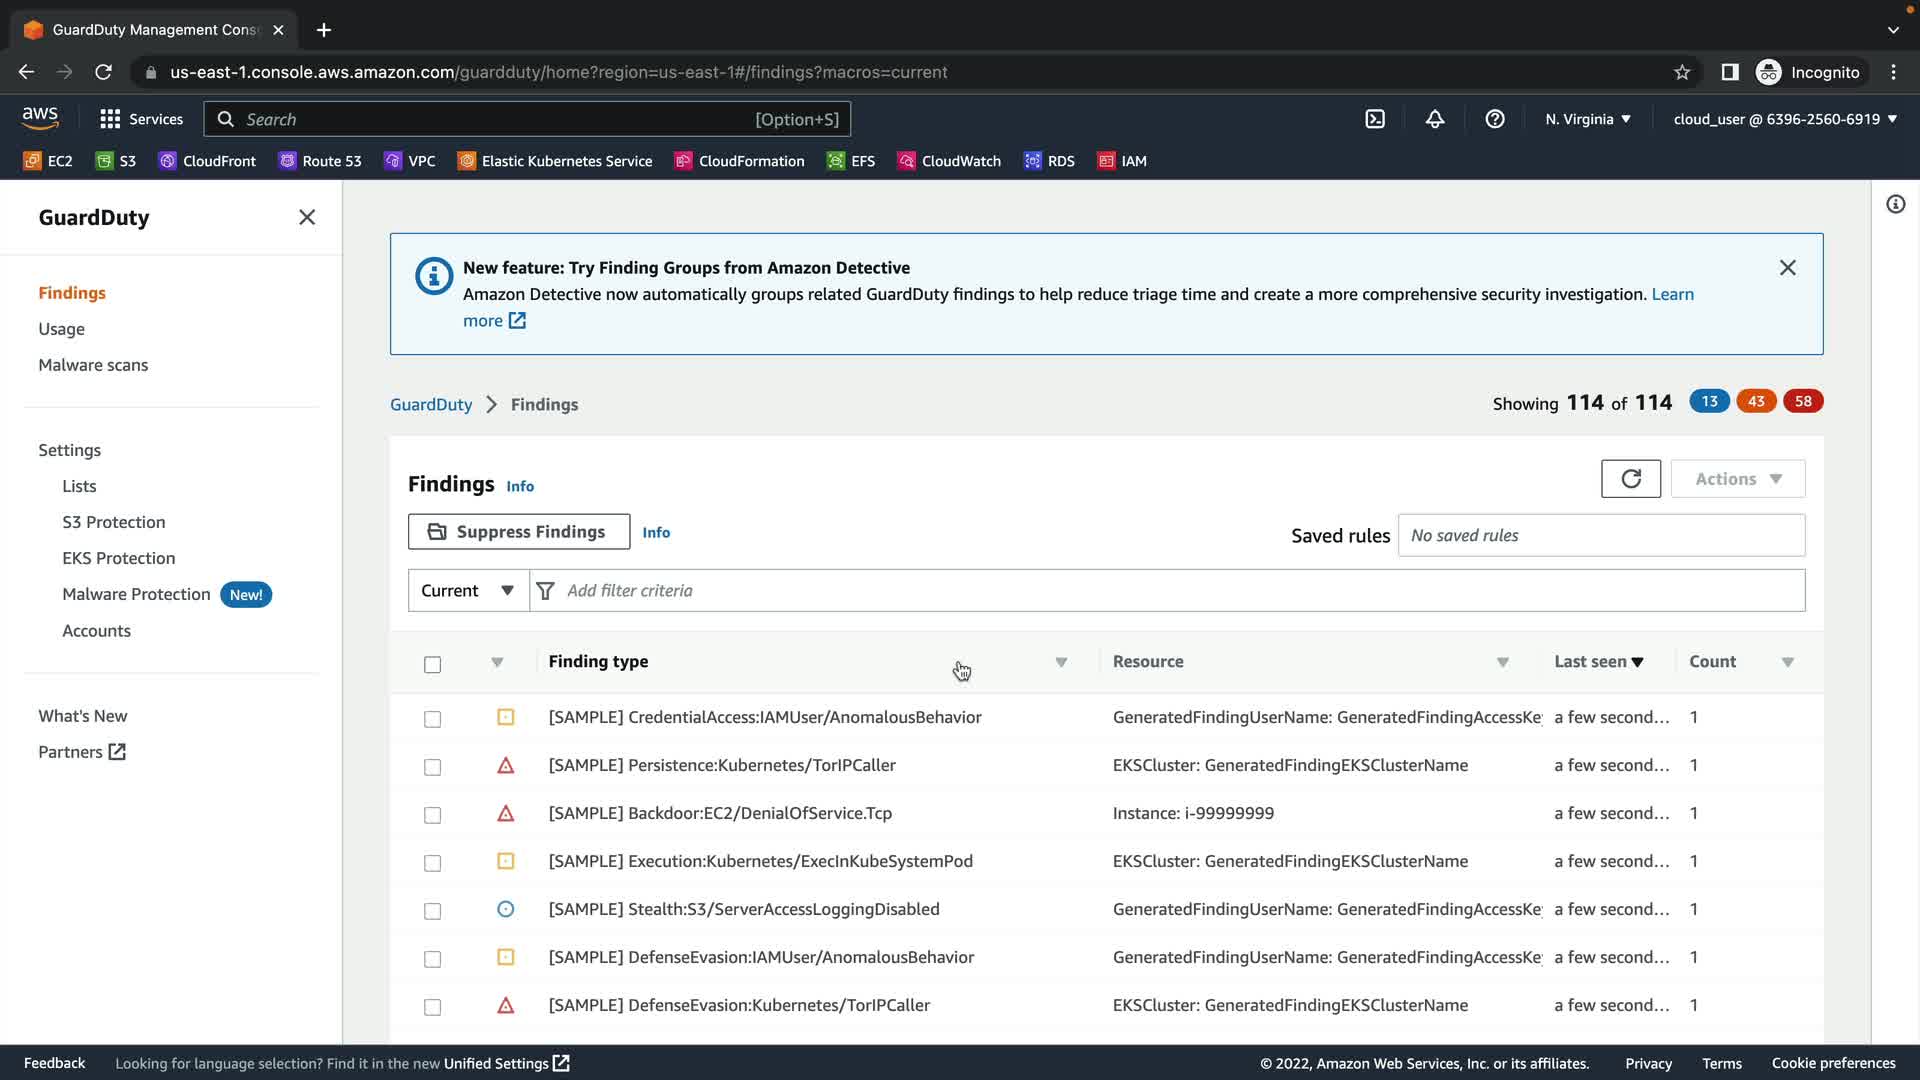 GuardDuty Management Cons
us-east-1.console.aws.amazon.com/guardduty/home?region=us-east-1#/findings?macros=current
Incognito
aws
Services
Search
[Option+S]
N. Virginia
cloud_user @ 6396-2560-6919
EC2
S3
CloudFront
Route 53
VPC
Elastic Kubernetes Service
CloudFormation
EFS
CloudWatch
RDS
IAM
GuardDuty
Findings
Usage
Malware scans
Settings
Lists
S3 Protection
EKS Protection
Malware Protection New!
Accounts
What's New
Partners
New feature: Try Finding Groups from Amazon Detective
Amazon Detective now automatically groups related GuardDuty findings to help reduce triage time and create a more comprehensive security investigation. Learn
more
GuardDuty Findings
Showing 114 of 114 13 43 58
Findings Info
Actions
Suppress Findings Info
Saved rules No saved rules
Current Add filter criteria
Finding type Resource Last seen Count
[SAMPLE] CredentialAccess:IAMUser/AnomalousBehavior GeneratedFindingUserName: GeneratedFindingAccessKe a few second... 1
[SAMPLE] Persistence:Kubernetes/TorIPCaller EKSCluster: GeneratedFindingEKSClusterName a few second... 1
[SAMPLE] Backdoor:EC2/DenialOfService.Tcp Instance: i-99999999 a few second... 1
[SAMPLE] Execution:Kubernetes/ExecInKubeSystemPod EKSCluster: GeneratedFindingEKSClusterName a few second... 1
[SAMPLE] Stealth:S3/ServerAccessLoggingDisabled GeneratedFindingUserName: GeneratedFindingAccessKe a few second... 1
[SAMPLE] DefenseEvasion:IAMUser/AnomalousBehavior GeneratedFindingUserName: GeneratedFindingAccessKe a few second... 1
[SAMPLE] DefenseEvasion:Kubernetes/TorIPCaller EKSCluster: GeneratedFindingEKSClusterName a few second... 1
Feedback
Looking for language selection? Find it in the new Unified Settings
© 2022, Amazon Web Services, Inc. or its affiliates.
Privacy
Terms
Cookie preferences